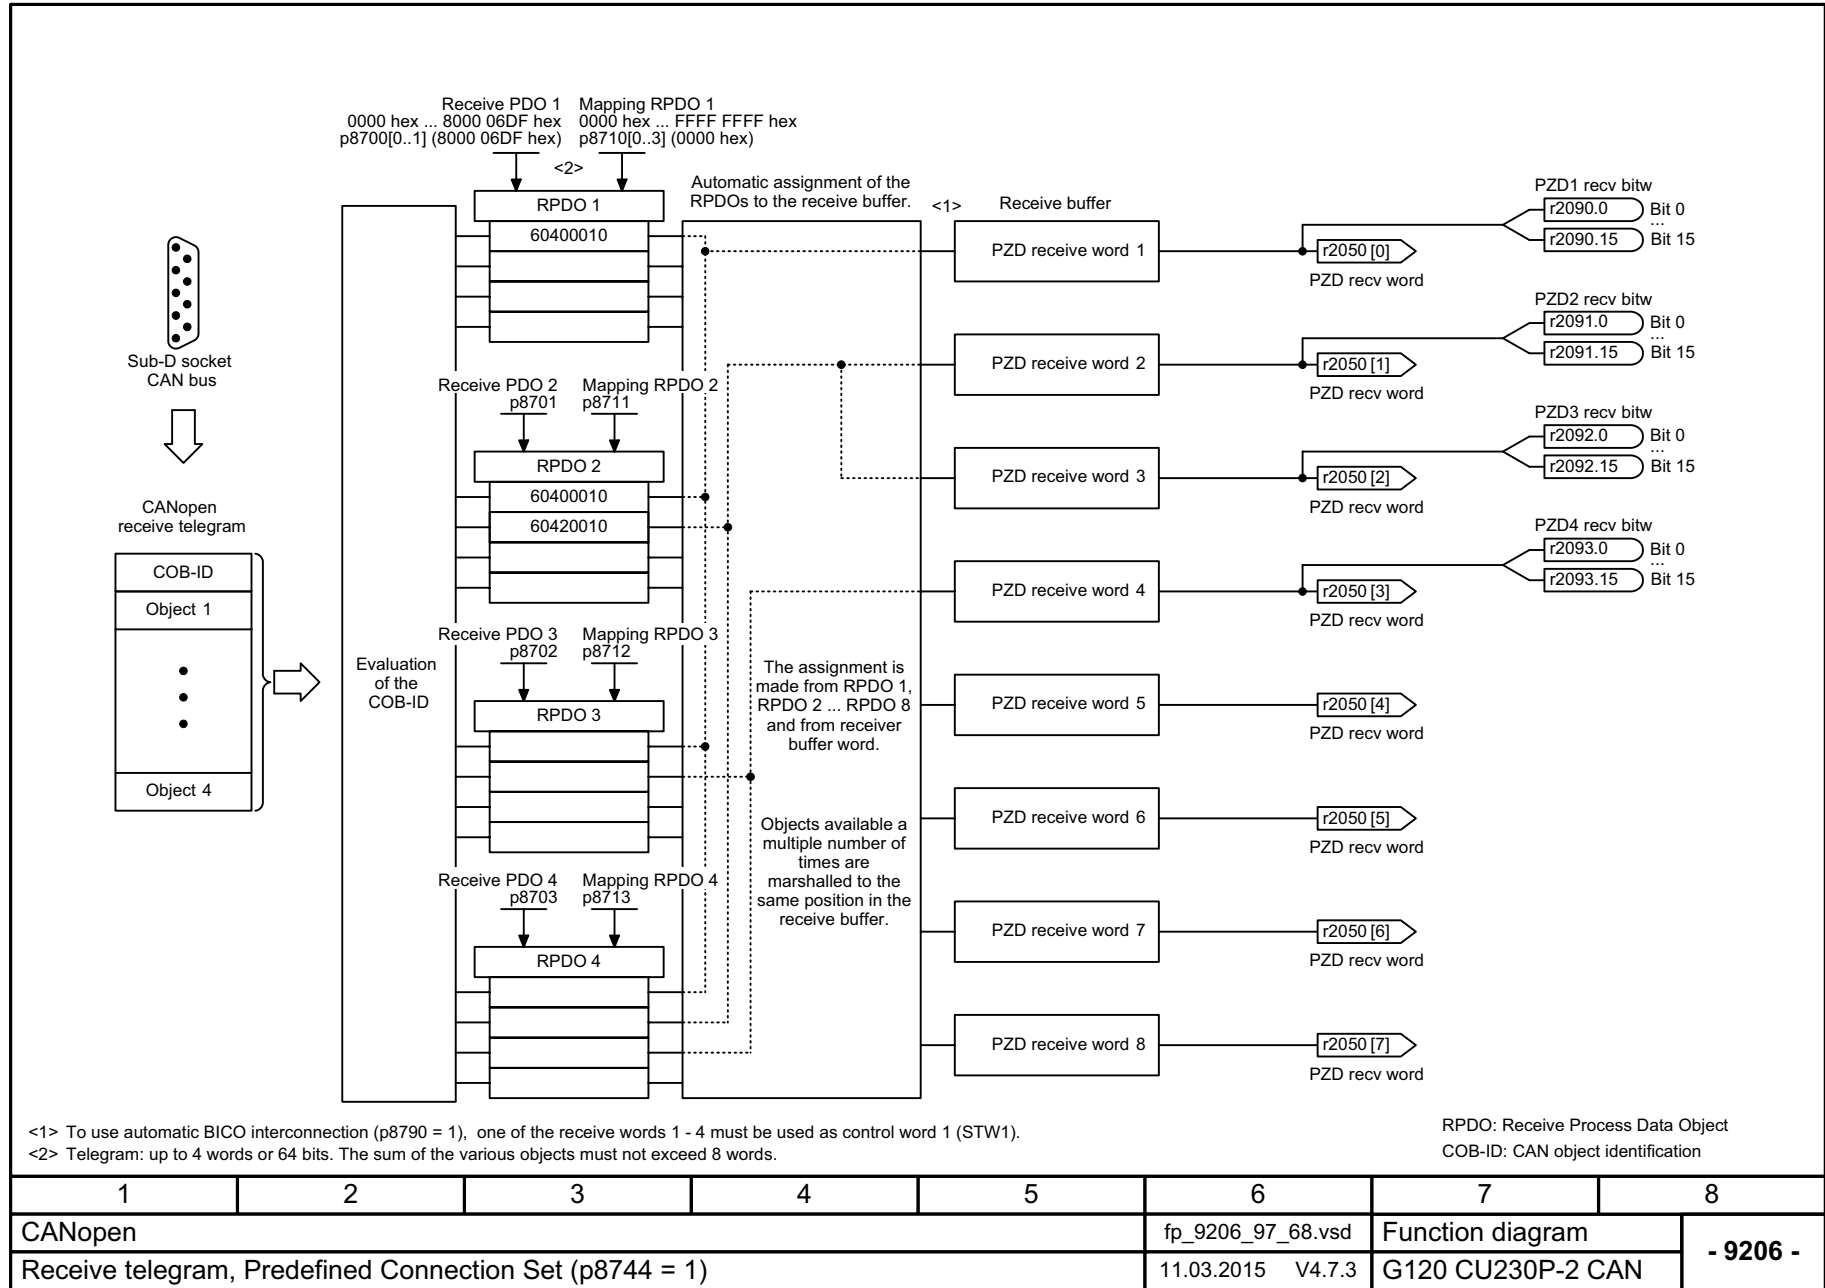 Receive PDO 1 Mapping RPDO 1
0000 hex ... 8000 06DF hex 0000 hex ... FFFF FFFF hex
p8700[0..1] (8000 06DF hex) p8710[0..3] (0000 hex)
<2>
RPDO 1
60400010
Automatic assignment of the
RPDOs to the receive buffer.
<1> Receive buffer
Sub-D socket
CAN bus
CANopen
receive telegram
COB-ID
Object 1
Object 4
Evaluation
of the
COB-ID
Receive PDO 2 Mapping RPDO 2
p8701 p8711
RPDO 2
60400010
60420010
Receive PDO 3 Mapping RPDO 3
p8702 p8712
RPDO 3
Receive PDO 4 Mapping RPDO 4
p8703 p8713
RPDO 4
The assignment is
made from RPDO 1,
RPDO 2 ... RPDO 8
and from receiver
buffer word.
Objects available a
multiple number of
times are
marshalled to the
same position in the
receive buffer.
PZD receive word 1
r2050 [0]
PZD recv word
PZD1 recv bitw
r2090.0 Bit 0
...
r2090.15 Bit 15
PZD receive word 2
r2050 [1]
PZD recv word
PZD2 recv bitw
r2091.0 Bit 0
...
r2091.15 Bit 15
PZD receive word 3
r2050 [2]
PZD recv word
PZD3 recv bitw
r2092.0 Bit 0
...
r2092.15 Bit 15
PZD receive word 4
r2050 [3]
PZD recv word
PZD4 recv bitw
r2093.0 Bit 0
...
r2093.15 Bit 15
PZD receive word 5
r2050 [4]
PZD recv word
PZD receive word 6
r2050 [5]
PZD recv word
PZD receive word 7
r2050 [6]
PZD recv word
PZD receive word 8
r2050 [7]
PZD recv word
<1> To use automatic BICO interconnection (p8790 = 1), one of the receive words 1 - 4 must be used as control word 1 (STW1).
<2> Telegram: up to 4 words or 64 bits. The sum of the various objects must not exceed 8 words.
RPDO: Receive Process Data Object
COB-ID: CAN object identification
1 2 3 4 5 6 7 8
CANopen fp_9206_97_68.vsd Function diagram
- 9206 -
Receive telegram, Predefined Connection Set (p8744 = 1) 11.03.2015 V4.7.3 G120 CU230P-2 CAN